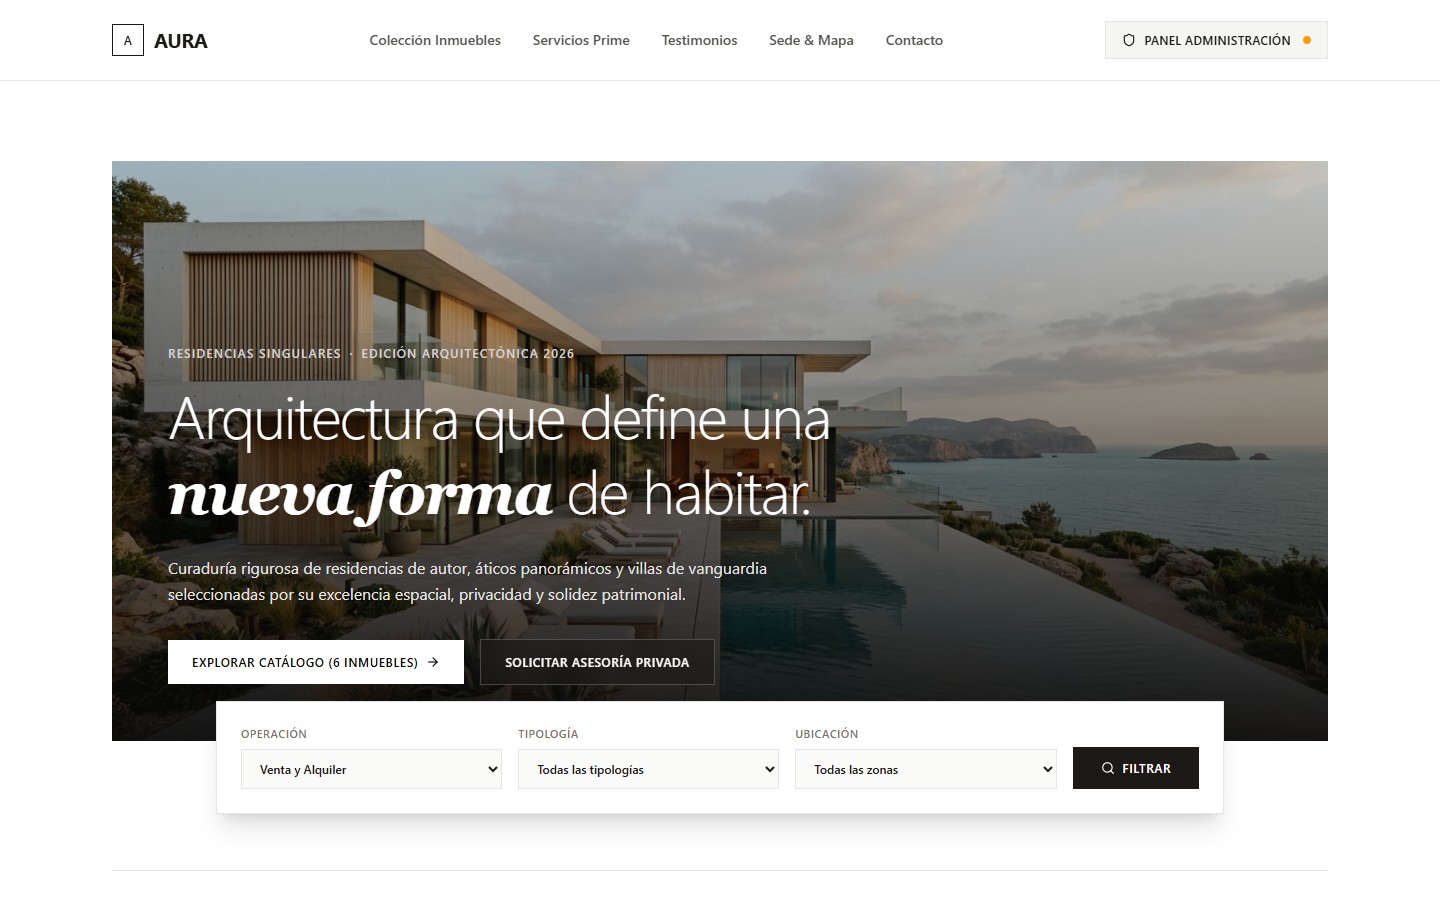 A AURA
Colección Inmuebles Servicios Prime Testimonios Sede & Mapa Contacto
PANEL ADMINISTRACIÓN
RESIDENCIAS SINGULARES · EDICIÓN ARQUITECTÓNICA 2026
Arquitectura que define una
nueva forma de habitar.
Curaduría rigurosa de residencias de autor, áticos panorámicos y villas de vanguardia
seleccionadas por su excelencia espacial, privacidad y solidez patrimonial.
EXPLORAR CATÁLOGO (6 INMUEBLES) →
SOLICITAR ASESORÍA PRIVADA
OPERACIÓN TIPOLOGÍA UBICACIÓN
Venta y Alquiler Todas las tipologías Todas las zonas FILTRAR